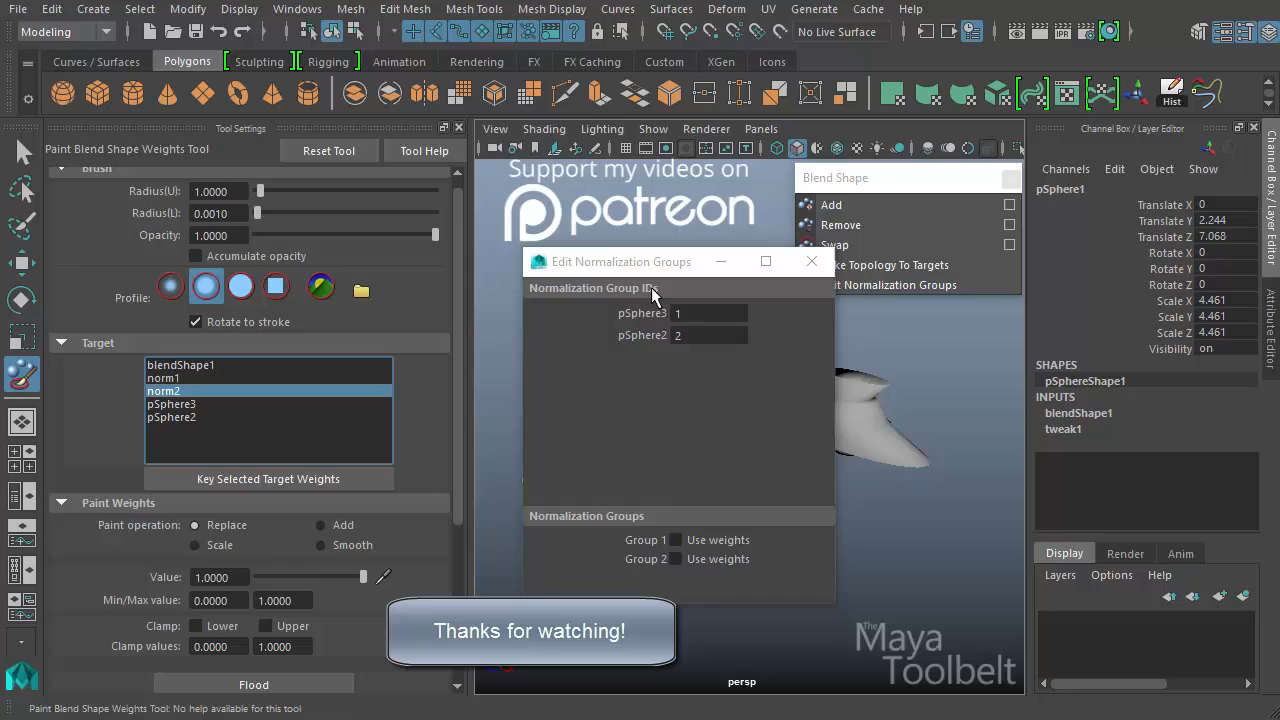 File Edit Create Select Modify Display Windows Mesh Edit Mesh Mesh Tools Mesh Display Curves Surfaces Deform UV Generate Cache Help
Modeling No Live Surface
Curves / Surfaces Polygons Sculpting Rigging Animation Rendering FX FX Caching Custom XGen Icons
IPR
Hist
Tool Settings
Paint Blend Shape Weights Tool Reset Tool Tool Help
Brush
Radius(U): 1.0000
Radius(L): 0.0010
Opacity: 1.0000
Accumulate opacity
Profile:
Rotate to stroke
Target
blendShape1
norm1
norm2
pSphere3
pSphere2
Key Selected Target Weights
Paint Weights
Paint operation: Replace Add
Scale Smooth
Value: 1.0000
Min/Max value: 0.0000 1.0000
Clamp: Lower Upper
Clamp values: 0.0000 1.0000
Flood
Paint Blend Shape Weights Tool: No help available for this tool
View Shading Lighting Show Renderer Panels
Support my videos on
patreon
Blend Shape
Add
Remove
Swap
ke Topology To Targets
it Normalization Groups
Edit Normalization Groups
Normalization Group IDs
pSphere3 1
pSphere2 2
Normalization Groups
Group 1 Use weights
Group 2 Use weights
Thanks for watching!
The
Maya
Toolbelt
persp
Channel Box / Layer Editor
Channels Edit Object Show
pSphere1
Translate X 0
Translate Y 2.244
Translate Z 7.068
Rotate X 0
Rotate Y 0
Rotate Z 0
Scale X 4.461
Scale Y 4.461
Scale Z 4.461
Visibility on
SHAPES
pSphereShape1
INPUTS
blendShape1
tweak1
Display Render Anim
Layers Options Help
Channel Box / Layer Editor
Attribute Editor